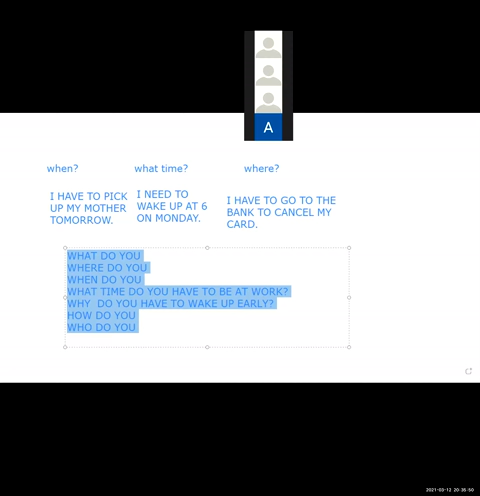 A
when?
what time?
where?
I HAVE TO PICK
UP MY MOTHER
TOMORROW.
I NEED TO
WAKE UP AT 6
ON MONDAY.
I HAVE TO GO TO THE
BANK TO CANCEL MY
CARD.
WHAT DO YOU
WHERE DO YOU
WHEN DO YOU
WHAT TIME DO YOU HAVE TO BE AT WORK?
WHY  DO YOU HAVE TO WAKE UP EARLY?
HOW DO YOU
WHO DO YOU
2021-03-12 20:35:50